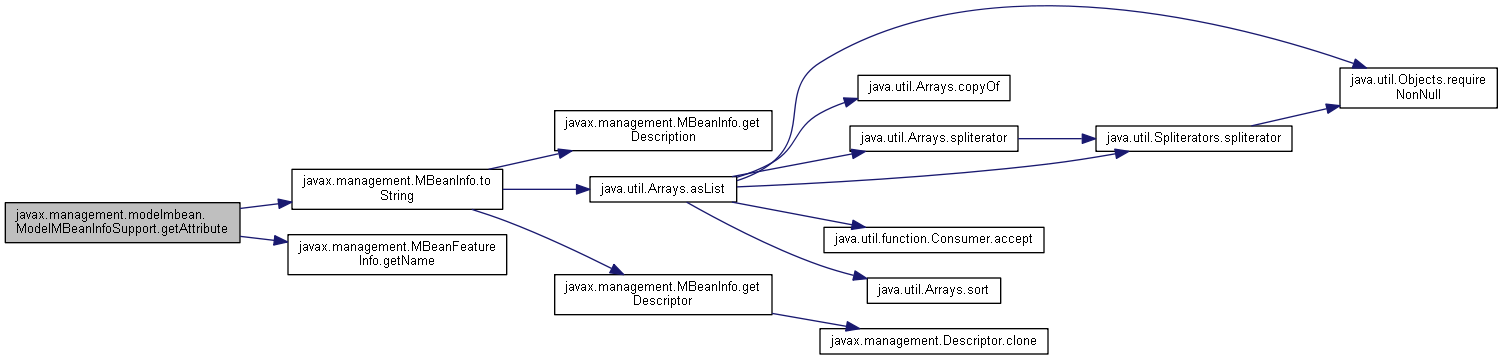 javax.management.modelmbean.
ModelMBeanInfoSupport.getAttribute
javax.management.MBeanInfo.to
String
javax.management.MBeanFeature
Info.getName
javax.management.MBeanInfo.get
Description
java.util.Arrays.asList
javax.management.MBeanInfo.get
Descriptor
java.util.Arrays.copyOf
java.util.Arrays.spliterator
java.util.function.Consumer.accept
java.util.Arrays.sort
javax.management.Descriptor.clone
java.util.Spliterators.spliterator
java.util.Objects.require
NonNull